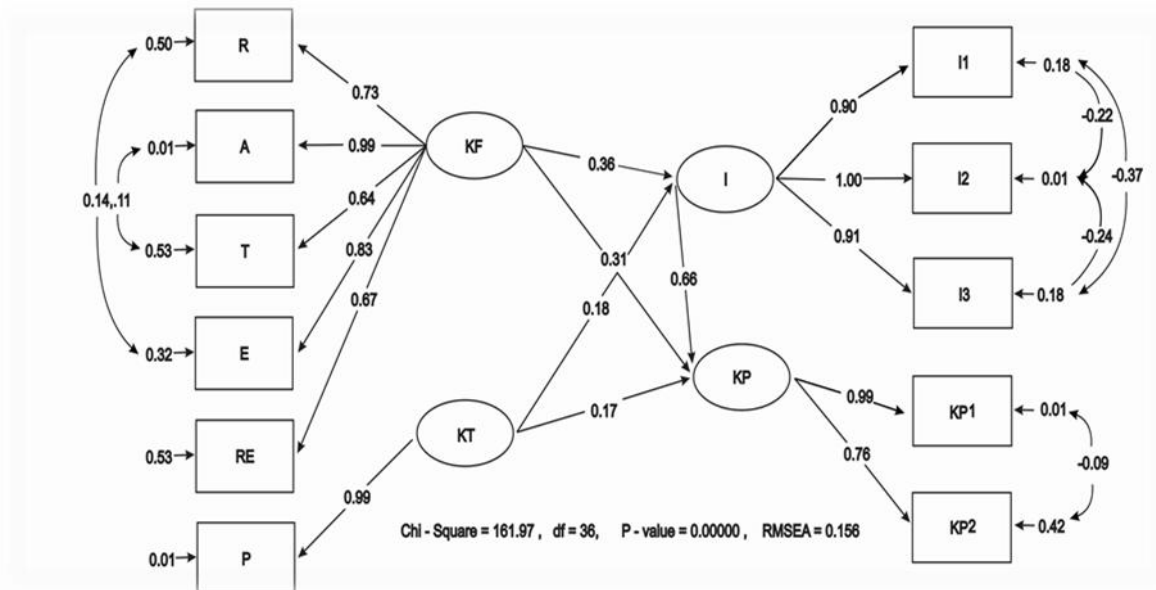 0.50
R
0.73
0.01
A
0.99
KF
0.14,.11
0.64
0.53
T
0.83
0.67
0.32
E
0.53
RE
KT
0.99
0.01
P
0.36
0.31
0.18
0.17
I
0.66
KP
0.90
1.00
0.91
I1
0.18
-0.22
I2
0.01
-0.37
-0.24
I3
0.18
0.99
0.76
KP1
0.01
-0.09
KP2
0.42
Chi - Square = 161.97 , df = 36, P - value = 0.00000 , RMSEA = 0.156